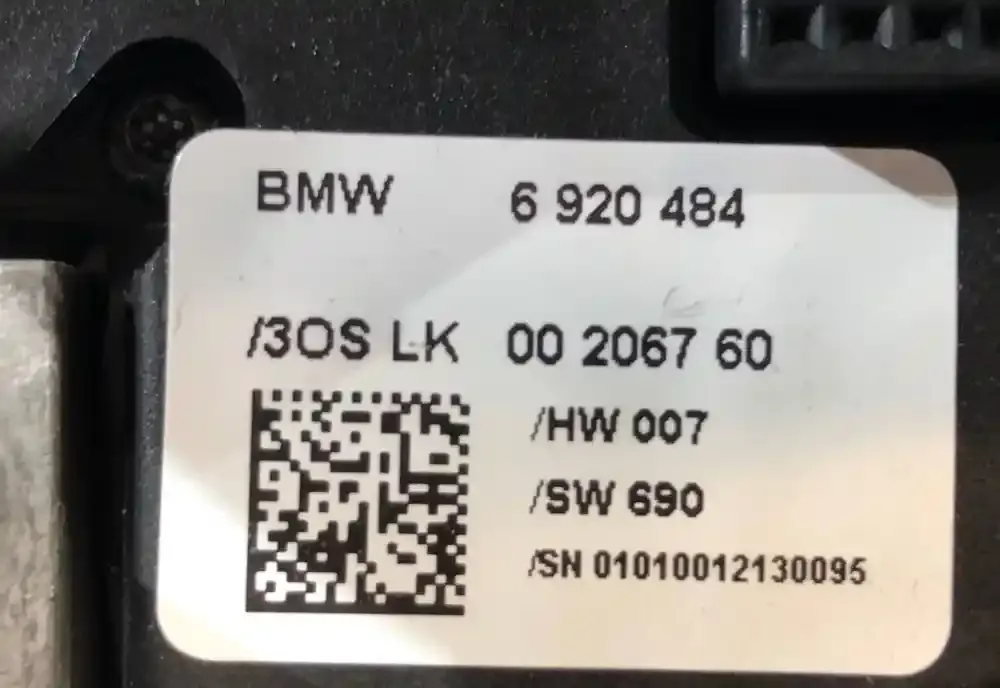 BMW 6 920 484
/3OS LK 00 2067 60
/HW 007
/SW 690
/SN 01010012130095